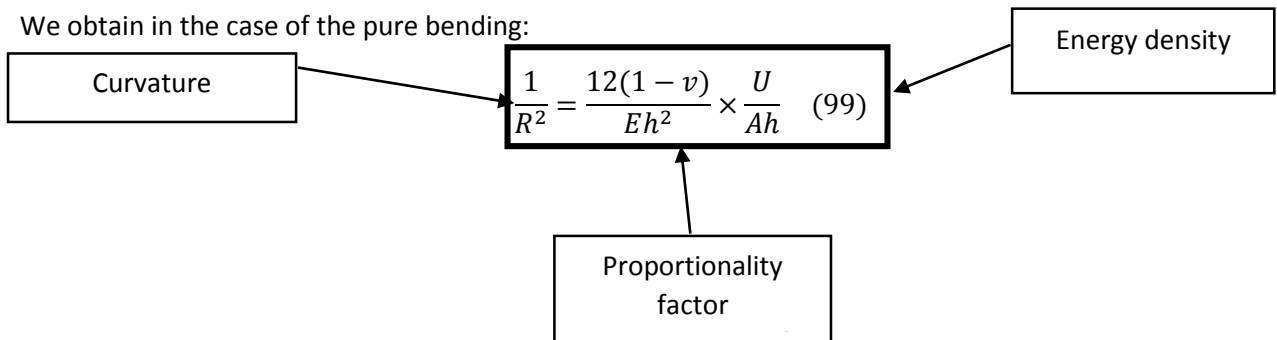 We obtain in the case of the pure bending:
Curvature
Energy density
1/R² = 12(1 − v)/Eh² × U/Ah (99)
Proportionality
factor